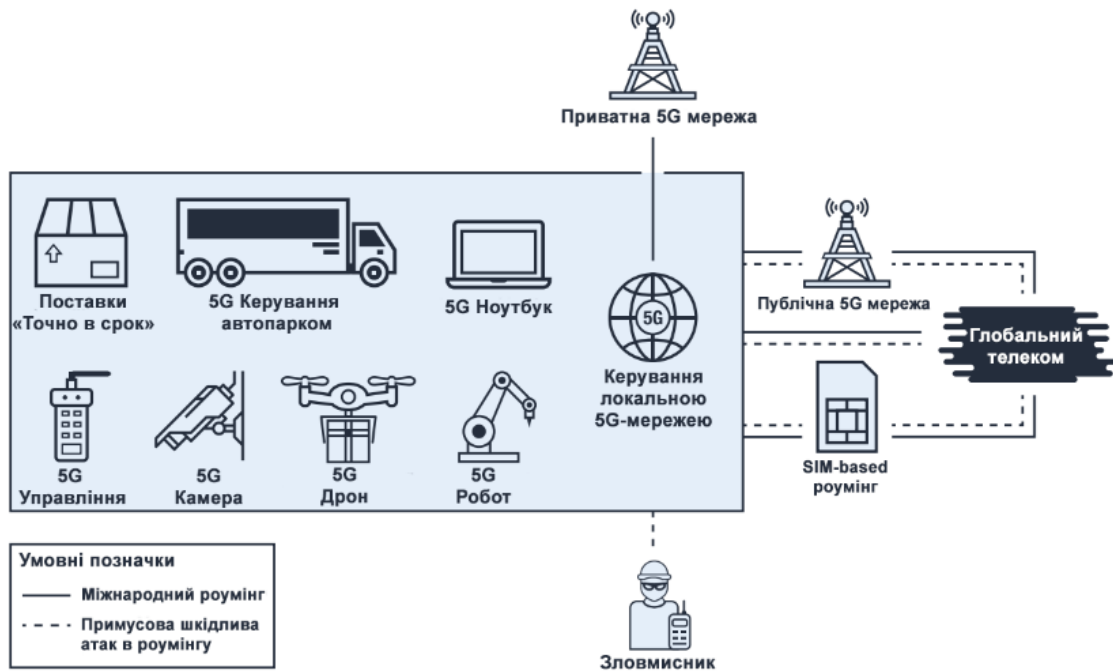 Приватна 5G мережа
Поставки
«Точно в срок»
5G Керування
автопарком
5G Ноутбук
5G
Публічна 5G мережа
Глобальний
телеком
Керування
локальною
5G-мережею
5G
Управління
5G
Камера
5G
Дрон
5G
Робот
SIM-based
роумінг
Умовні позначки
Міжнародний роумінг
Примусова шкідлива
атак в роумінгу
Зловмисник